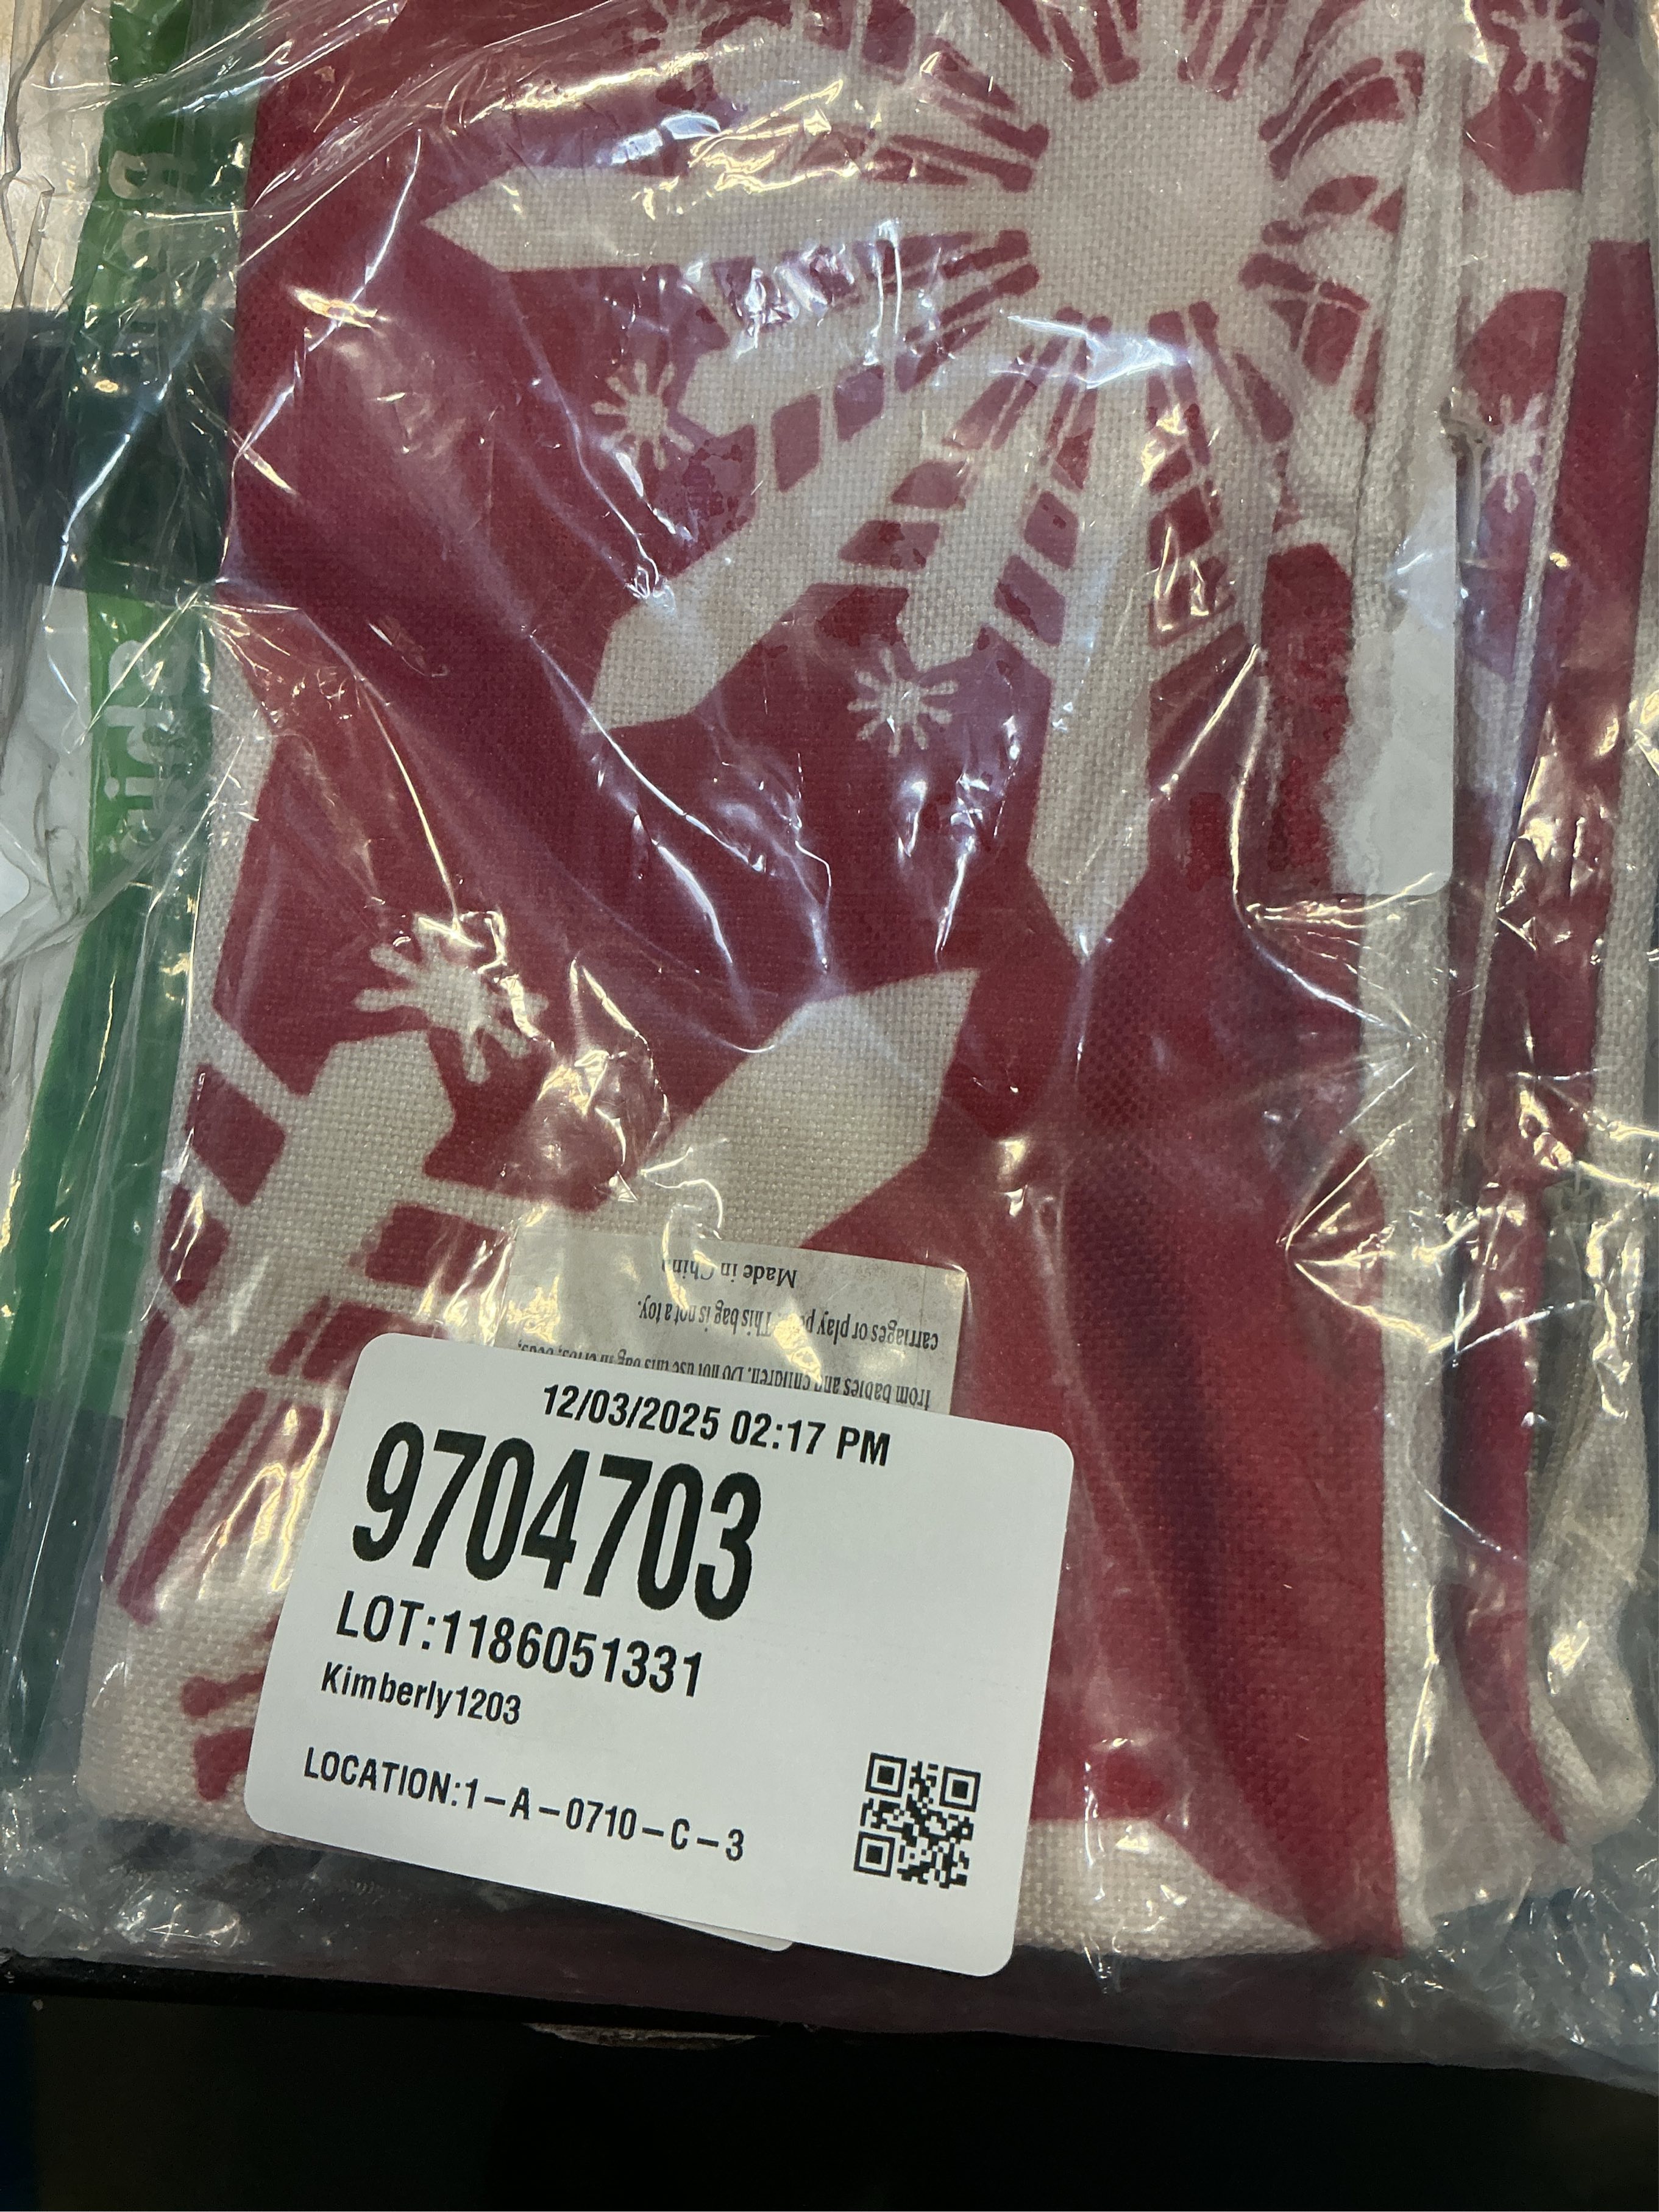 Made in China
carriages or play pens. This bag is not a toy.
from babies and children. Do not use this bag in cribs, beds,
12/03/2025 02:17 PM
9704703
LOT:1186051331
Kimberly1203
LOCATION:1-A-0710-C-3